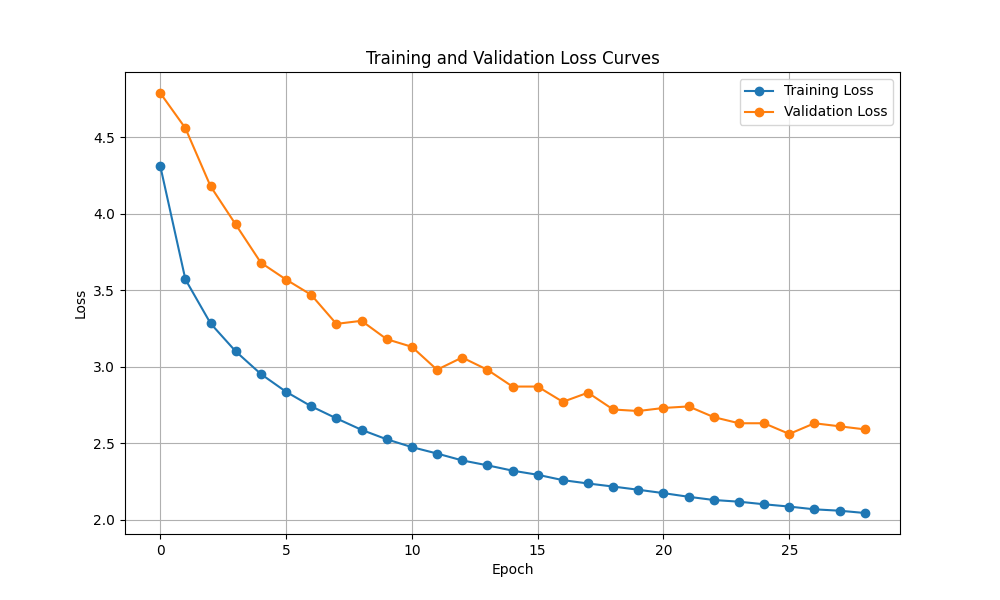 Training and Validation Loss Curves
Training Loss
Validation Loss
4.5
4.0
3.5
3.0
2.5
2.0
Loss
0 5 10 15 20 25
Epoch